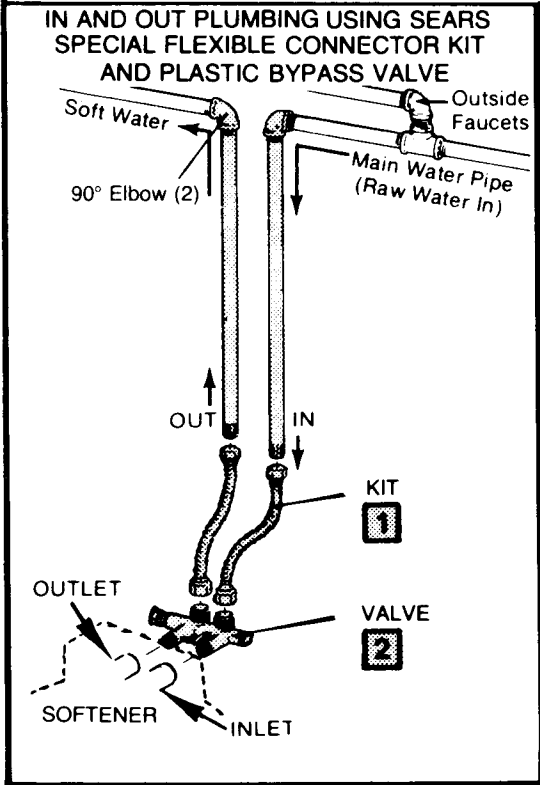 IN AND OUT PLUMBING USING SEARS
SPECIAL FLEXIBLE CONNECTOR KIT
AND PLASTIC BYPASS VALVE
Soft Water
Outside
Faucets
90° Elbow (2)
Main Water Pipe
(Raw Water In)
OUT
IN
KIT
1
OUTLET
VALVE
2
SOFTENER
INLET